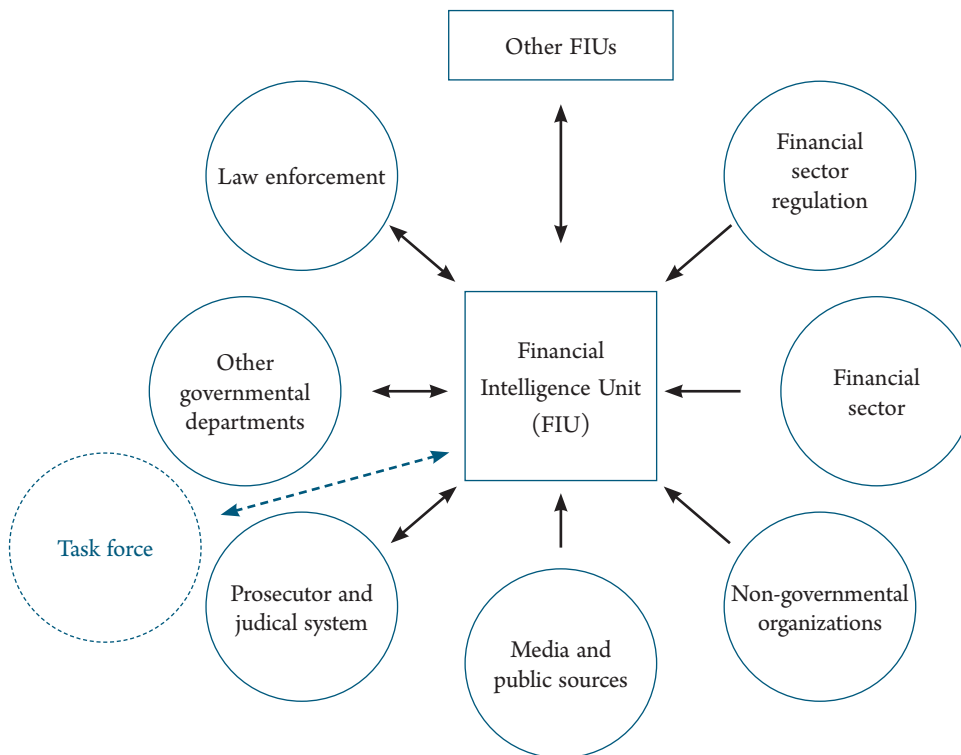 Other FIUs
Law enforcement
Financial
sector
regulation
Other
governmental
departments
Financial
Intelligence Unit
(FIU)
Financial
sector
Task force
Prosecutor and
judical system
Media and
public sources
Non-governmental
organizations